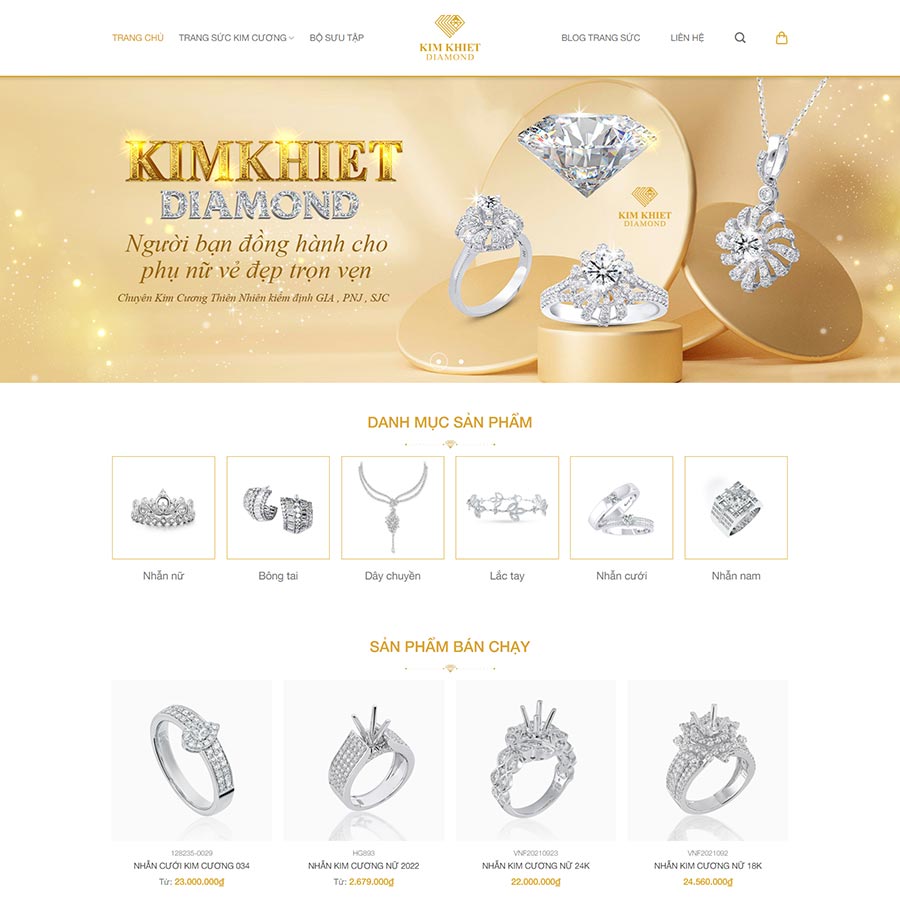 TRANG CHỦ
TRANG SỨC KIM CƯƠNG
BỘ SƯU TẬP
KIM KHIET
DIAMOND
BLOG TRANG SỨC
LIÊN HỆ
KIMKHIET
DIAMOND
Người bạn đồng hành cho
phụ nữ vẻ đẹp trọn vẹn
Chuyên Kim Cương Thiên Nhiên kiểm định GIA , PNJ , SJC
KIM KHIET
DIAMOND
DANH MỤC SẢN PHẨM
Nhẫn nữ
Bông tai
Dây chuyền
Lắc tay
Nhẫn cưới
Nhẫn nam
SẢN PHẨM BÁN CHẠY
128235-0029
NHẪN CƯỚI KIM CƯƠNG 034
Từ: 23.000.000₫
HG893
NHẪN KIM CƯƠNG NỮ 2022
Từ: 2.679.000₫
VNF20210923
NHẪN KIM CƯƠNG NỮ 24K
22.000.000₫
VNF2021092
NHẪN KIM CƯƠNG NỮ 18K
24.560.000₫